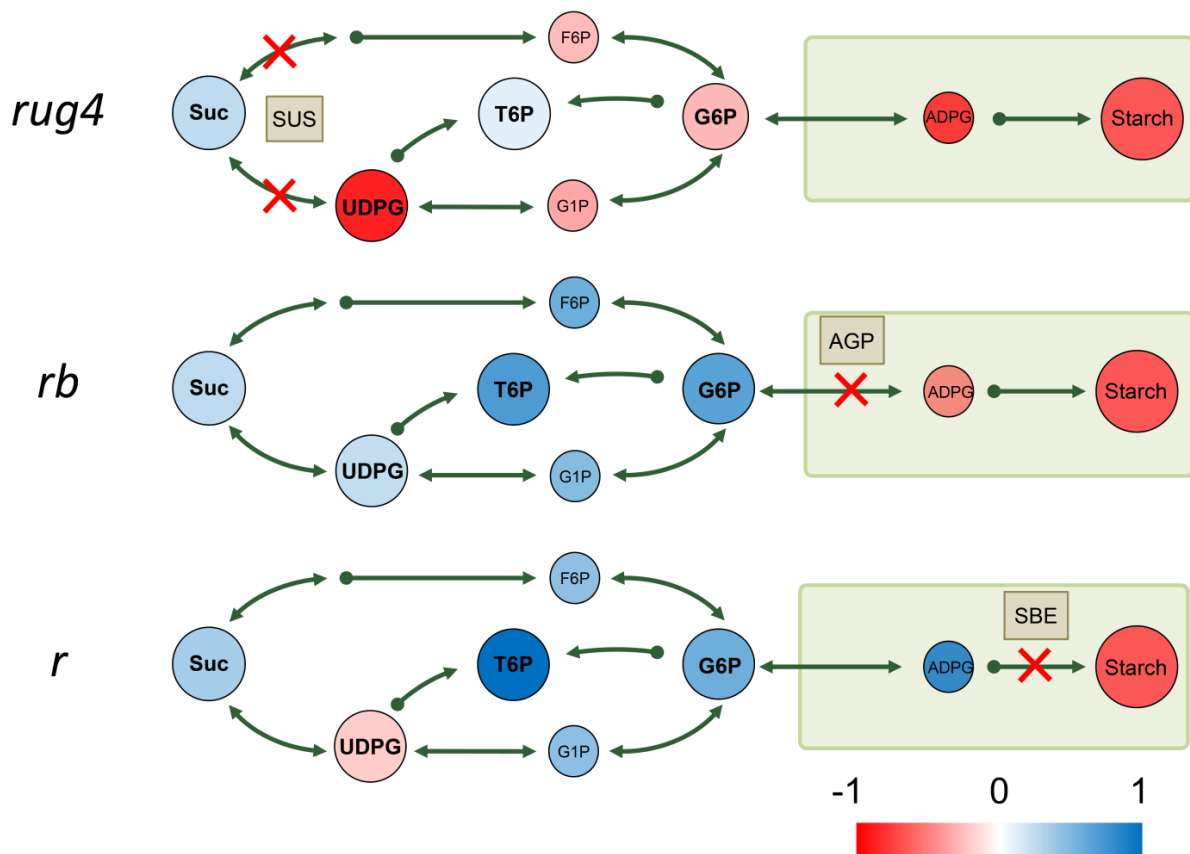 F6P
rug4
Suc
SUS
T6P
G6P
ADPG
Starch
UDPG
G1P
F6P
AGP
rb
Suc
T6P
G6P
ADPG
Starch
UDPG
G1P
F6P
SBE
r
Suc
T6P
G6P
ADPG
Starch
UDPG
G1P
-1 0 1